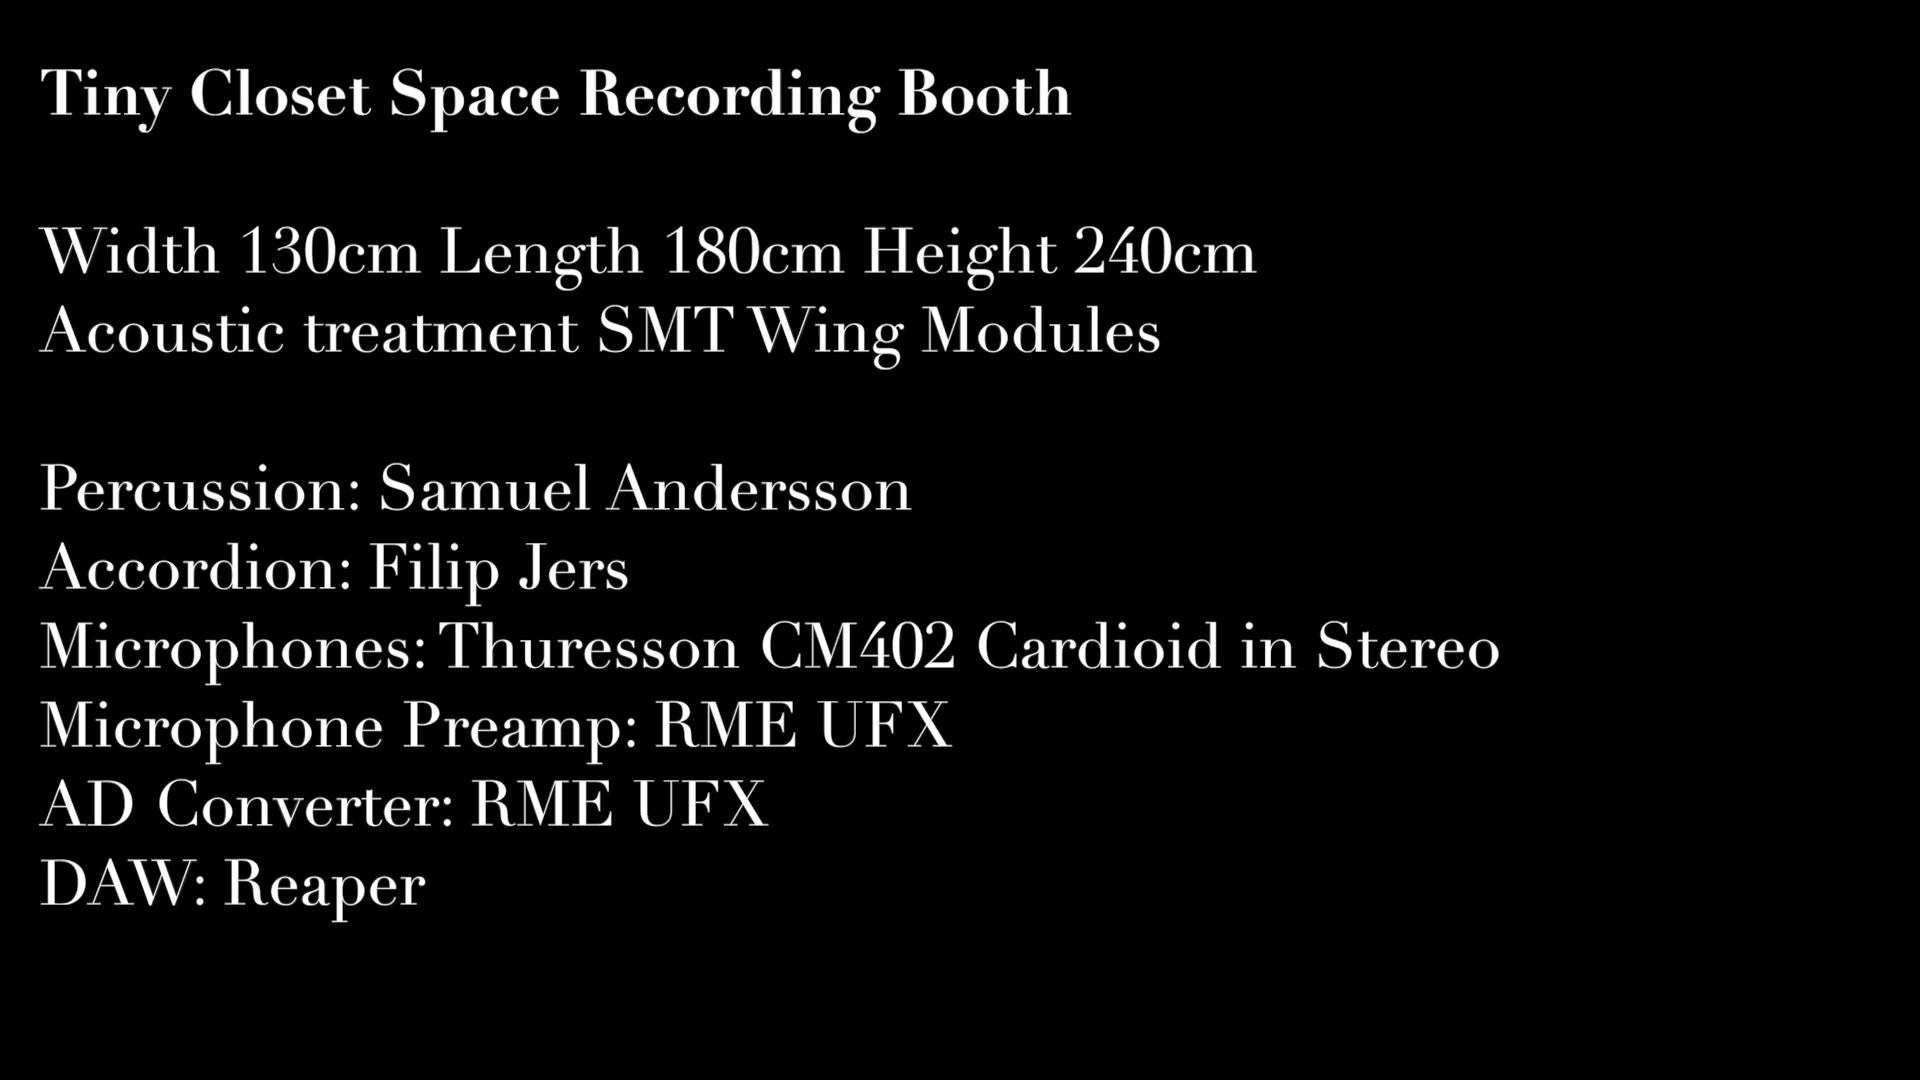 Tiny Closet Space Recording Booth
Width 130cm Length 180cm Height 240cm
Acoustic treatment SMT Wing Modules
Percussion: Samuel Andersson
Accordion: Filip Jers
Microphones: Thuresson CM402 Cardioid in Stereo
Microphone Preamp: RME UFX
AD Converter: RME UFX
DAW: Reaper